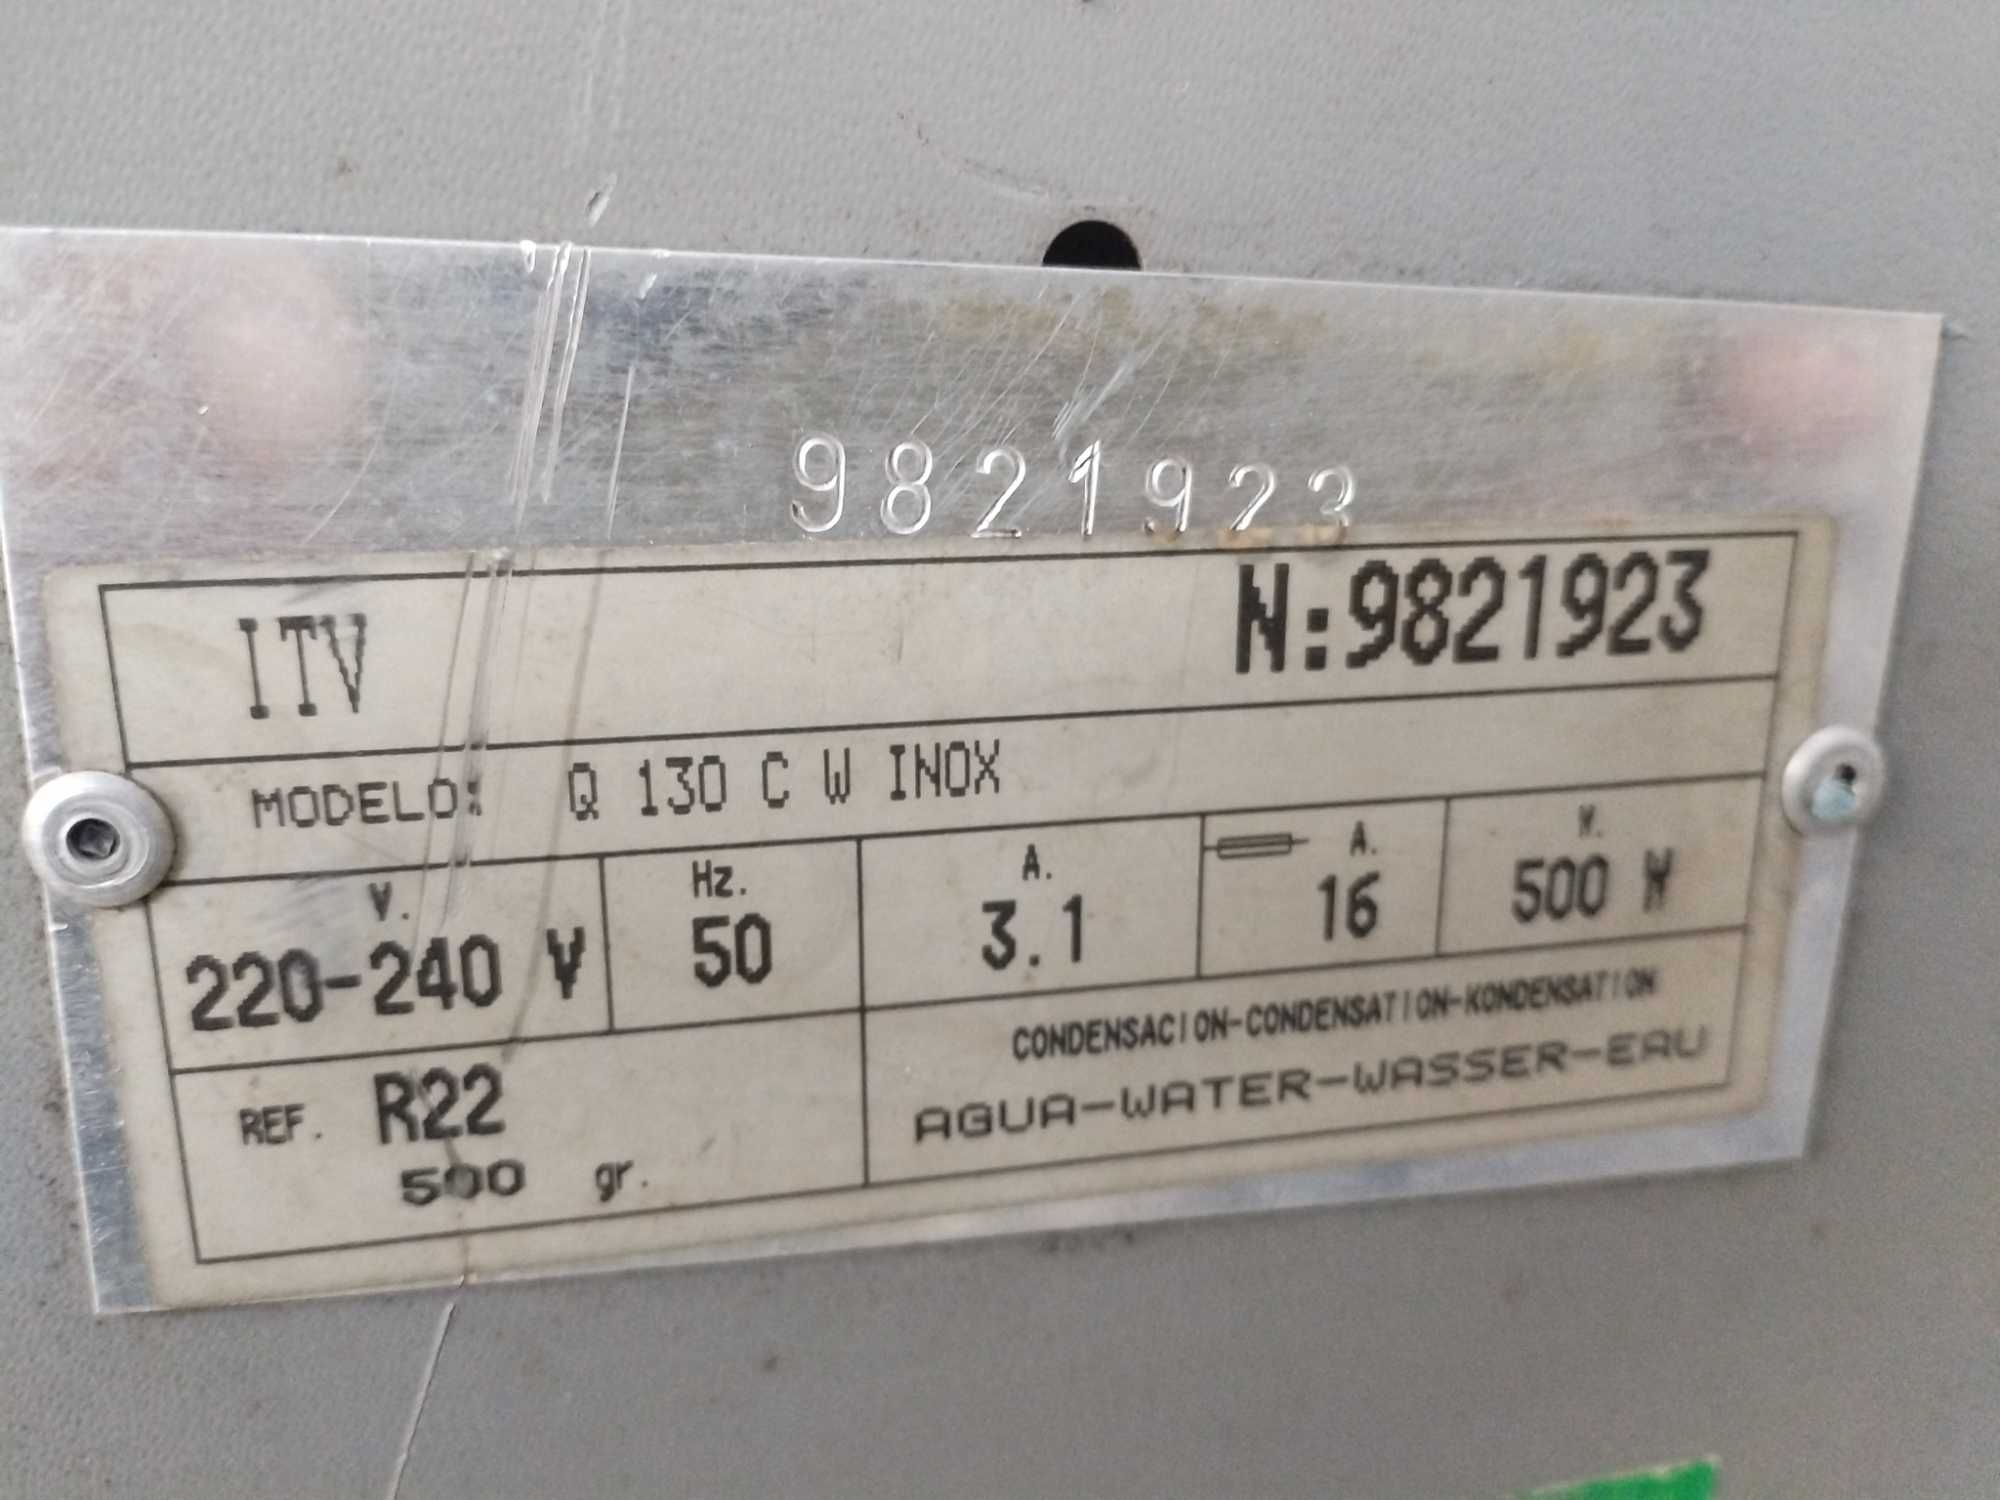 9821923
ITV N:9821923
MODELO: Q 130 C W INOX
V. Hz. A. A. W.
220-240 V 50 3.1 16 500 W
REF. R22
500 gr.
CONDENSACION-CONDENSATION-KONDENSATION
AGUA-WATER-WASSER-EAU